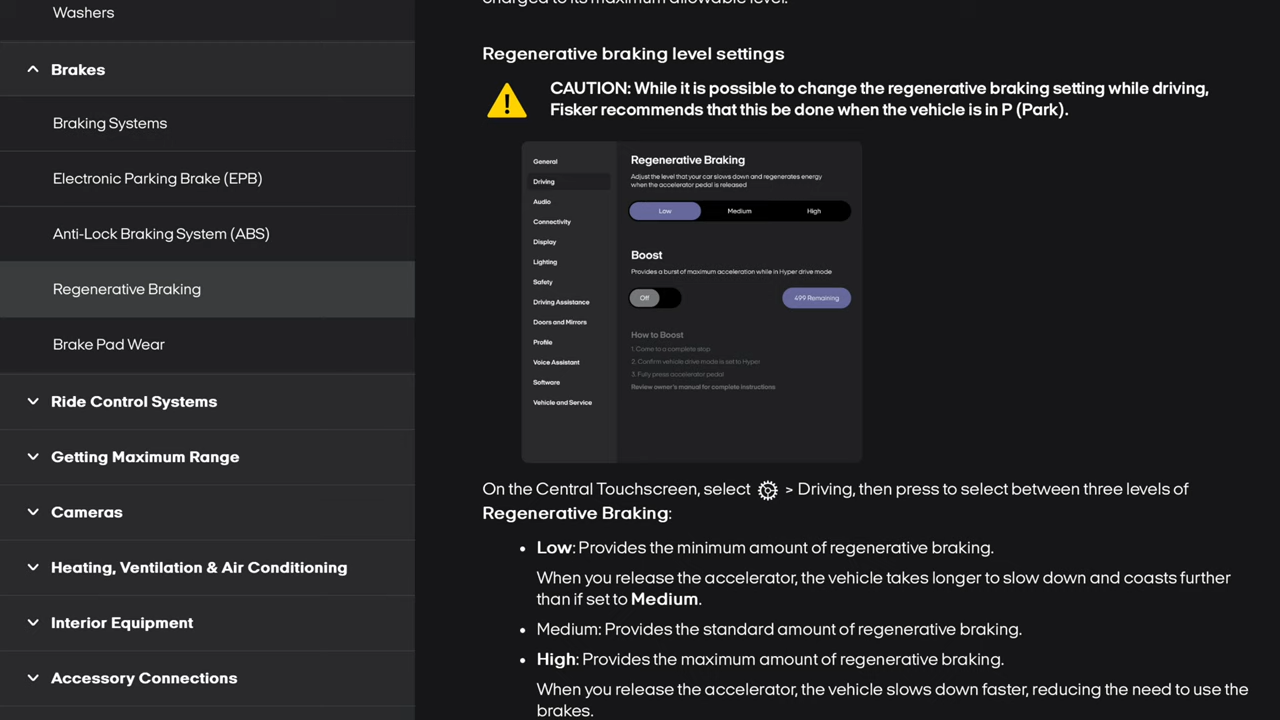 Washers
Brakes
Braking Systems
Electronic Parking Brake (EPB)
Anti-Lock Braking System (ABS)
Regenerative Braking
Brake Pad Wear
Ride Control Systems
Getting Maximum Range
Cameras
Heating, Ventilation & Air Conditioning
Interior Equipment
Accessory Connections
charged to its maximum allowable level.
Regenerative braking level settings
CAUTION: While it is possible to change the regenerative braking setting while driving,
Fisker recommends that this be done when the vehicle is in P (Park).
General
Driving
Audio
Connectivity
Display
Lighting
Safety
Driving Assistance
Doors and Mirrors
Profile
Voice Assistant
Software
Vehicle and Service
Regenerative Braking
Adjust the level that your car slows down and regenerates energy
when the accelerator pedal is released
Low Medium High
Boost
Provides a burst of maximum acceleration while in Hyper drive mode
Off 499 Remaining
How to Boost
1. Come to a complete stop
2. Confirm vehicle drive mode is set to Hyper
3. Fully press accelerator pedal
Review owner's manual for complete instructions
On the Central Touchscreen, select > Driving, then press to select between three levels of
Regenerative Braking:
• Low: Provides the minimum amount of regenerative braking.
When you release the accelerator, the vehicle takes longer to slow down and coasts further
than if set to Medium.
• Medium: Provides the standard amount of regenerative braking.
• High: Provides the maximum amount of regenerative braking.
When you release the accelerator, the vehicle slows down faster, reducing the need to use the
brakes.